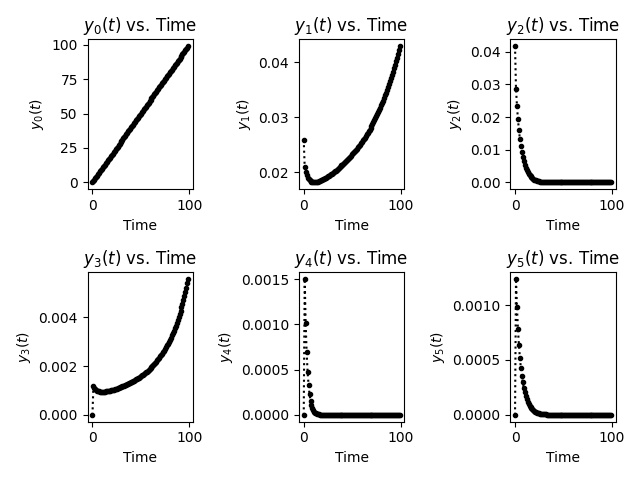 y₀(t) vs. Time
y₁(t) vs. Time
y₂(t) vs. Time
100
75
50
25
0
y₀(t)
0
100
Time
0.04
0.03
0.02
y₁(t)
0
100
Time
0.04
0.03
0.02
0.01
0.00
y₂(t)
0
100
Time
y₃(t) vs. Time
y₄(t) vs. Time
y₅(t) vs. Time
0.004
0.002
0.000
y₃(t)
0
100
Time
0.0015
0.0010
0.0005
0.0000
y₄(t)
0
100
Time
0.0010
0.0005
0.0000
y₅(t)
0
100
Time